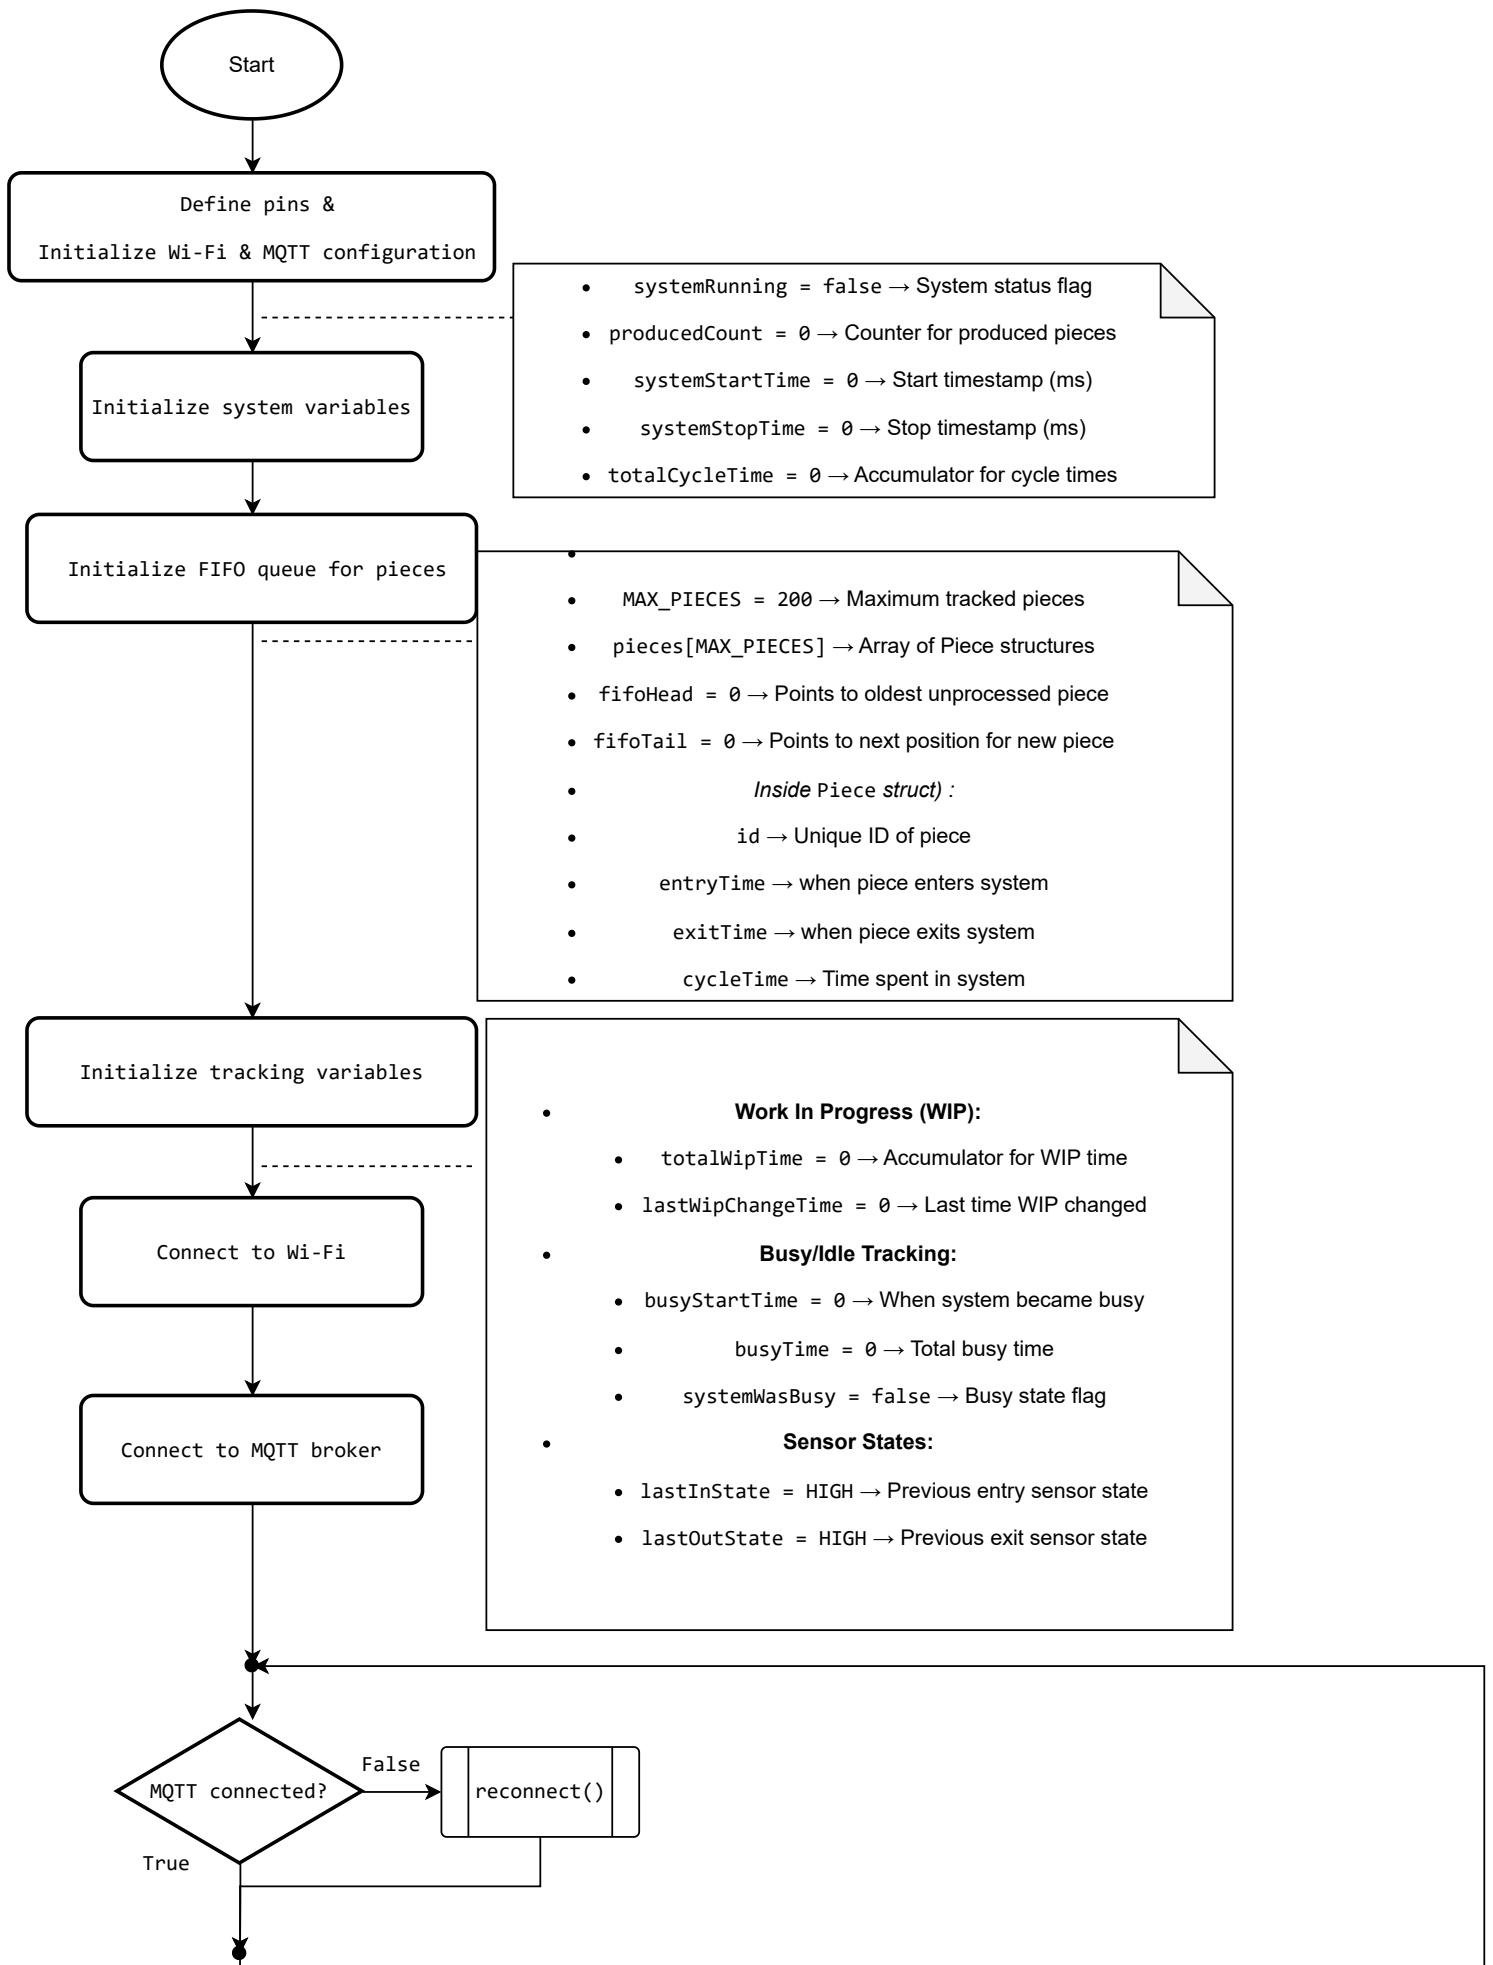 Start
Define pins &
Initialize Wi-Fi & MQTT configuration
• systemRunning = false → System status flag
• producedCount = 0 → Counter for produced pieces
• systemStartTime = 0 → Start timestamp (ms)
• systemStopTime = 0 → Stop timestamp (ms)
• totalCycleTime = 0 → Accumulator for cycle times
Initialize system variables
Initialize FIFO queue for pieces
•
• MAX_PIECES = 200 → Maximum tracked pieces
• pieces[MAX_PIECES] → Array of Piece structures
• fifoHead = 0 → Points to oldest unprocessed piece
• fifoTail = 0 → Points to next position for new piece
• Inside Piece struct) :
• id → Unique ID of piece
• entryTime → when piece enters system
• exitTime → when piece exits system
• cycleTime → Time spent in system
Initialize tracking variables
• Work In Progress (WIP):
• totalWipTime = 0 → Accumulator for WIP time
• lastWipChangeTime = 0 → Last time WIP changed
• Busy/Idle Tracking:
• busyStartTime = 0 → When system became busy
• busyTime = 0 → Total busy time
• systemWasBusy = false → Busy state flag
• Sensor States:
• lastInState = HIGH → Previous entry sensor state
• lastOutState = HIGH → Previous exit sensor state
Connect to Wi-Fi
Connect to MQTT broker
MQTT connected?
False
reconnect()
True